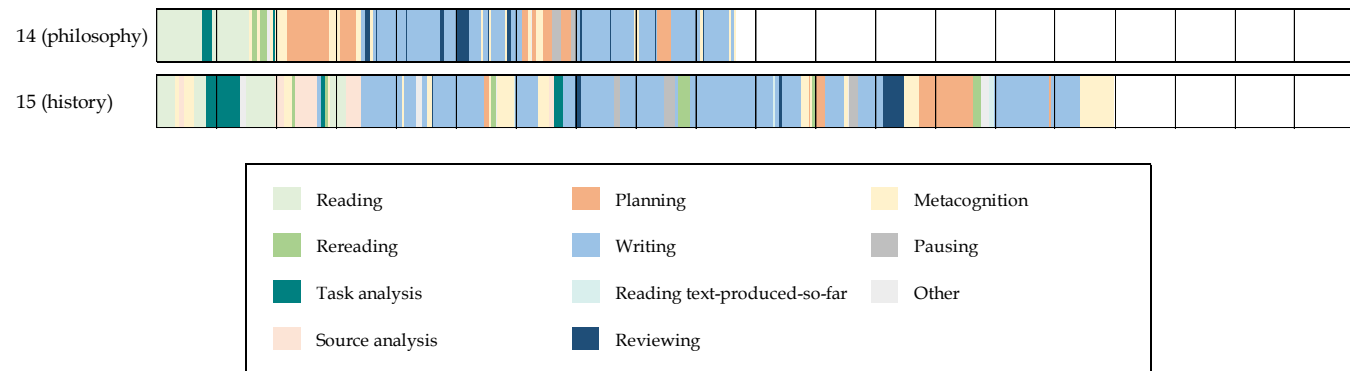 14 (philosophy)
15 (history)
Reading
Planning
Metacognition
Rereading
Writing
Pausing
Task analysis
Reading text-produced-so-far
Other
Source analysis
Reviewing